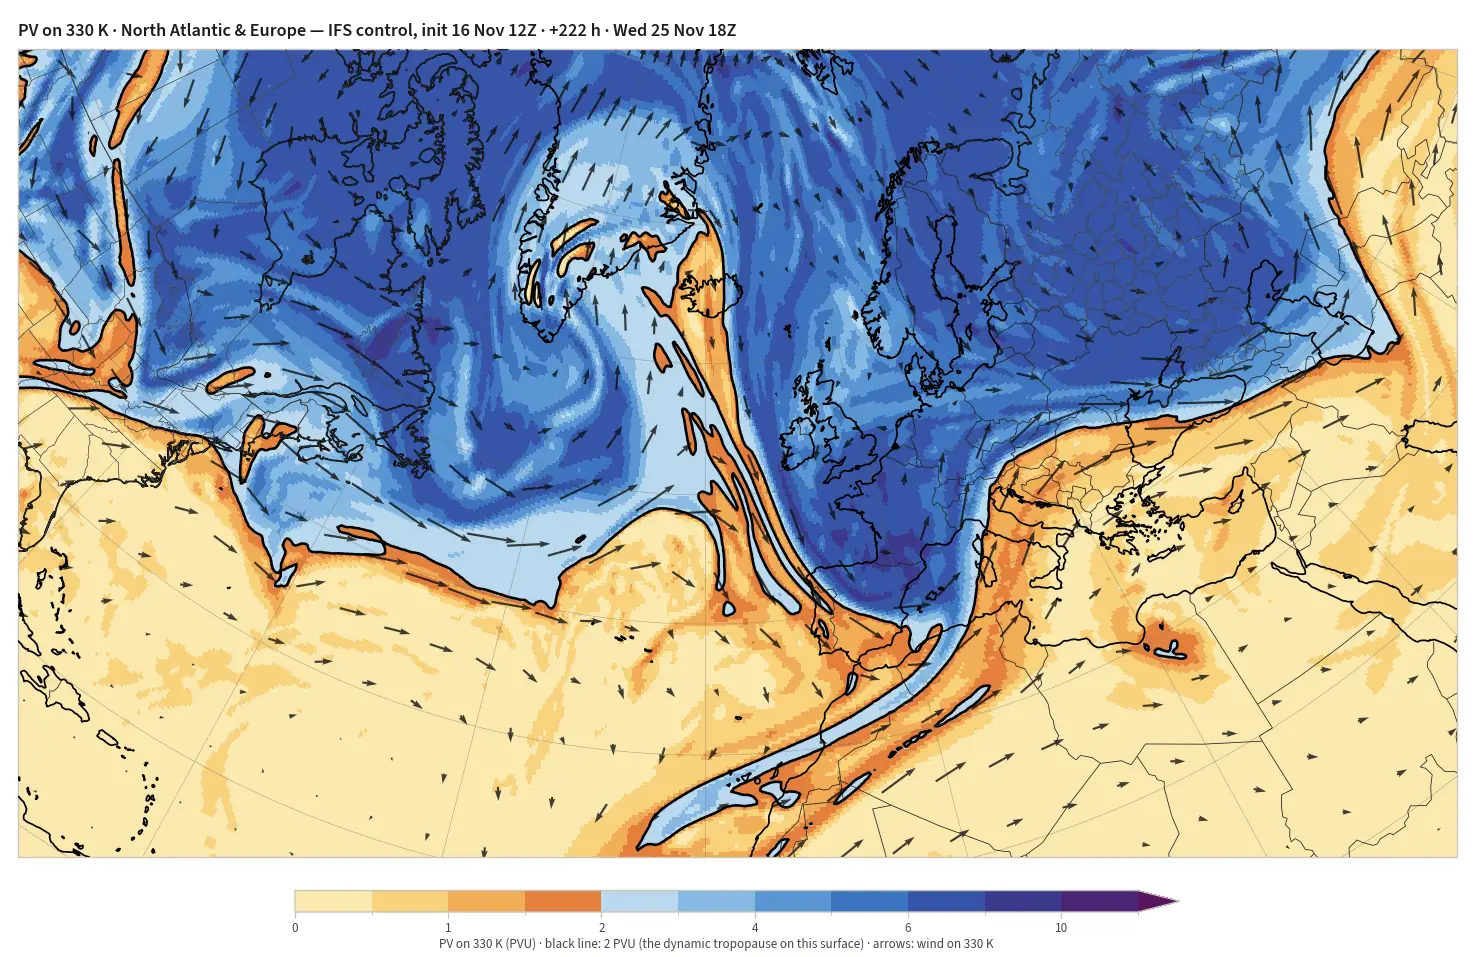 PV on 330 K · North Atlantic & Europe — IFS control, init 16 Nov 12Z · +222 h · Wed 25 Nov 18Z
0 1 2 4 6 10
PV on 330 K (PVU) · black line: 2 PVU (the dynamic tropopause on this surface) · arrows: wind on 330 K